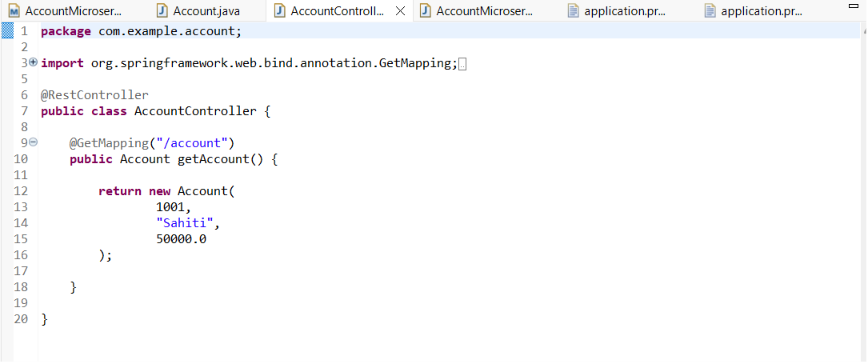 AccountMicroser...
Account.java
AccountControll...
AccountMicroser...
application.pr...
application.pr...
1 package com.example.account;
2
3 import org.springframework.web.bind.annotation.GetMapping;
5
6 @RestController
7 public class AccountController {
8
9 @GetMapping("/account")
10 public Account getAccount() {
11
12 return new Account(
13 1001,
14 "Sahiti",
15 50000.0
16 );
17
18 }
19
20 }